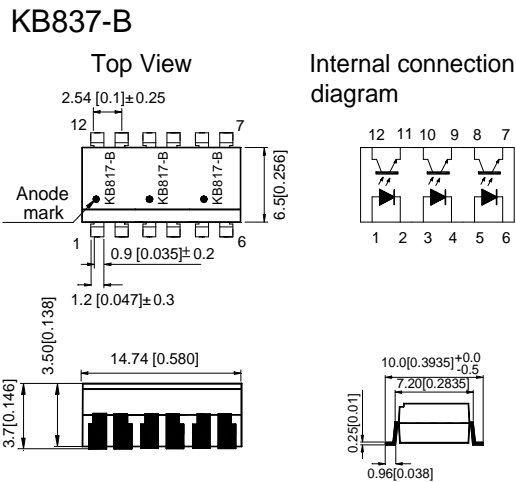 KB837-B
Top View
2.54 [0.1]±0.25
12 7
KB817-B KB817-B KB817-B
Anode
mark
6.5[0.256]
1 6
0.9 [0.035]± 0.2
1.2 [0.047]±0.3
Internal connection
diagram
12 11 10 9 8 7
1 2 3 4 5 6
3.50[0.138]
3.7[0.146]
14.74 [0.580]
10.0[0.3935]+0.0
-0.5
7.20[0.2835]
0.25[0.01]
0.96[0.038]